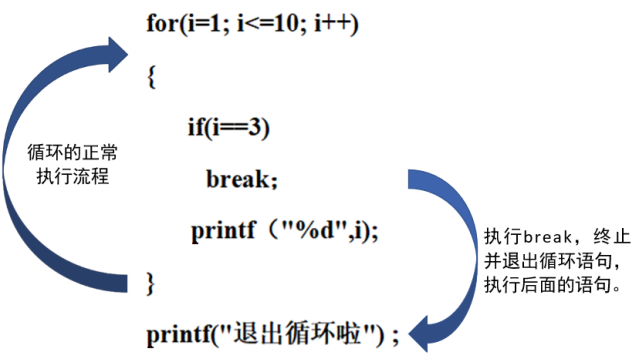 for(i=1; i<=10; i++)
{
if(i==3)
break;
printf（"%d",i);
}
printf("退出循环啦") ;
循环的正常
执行流程
执行break，终止
并退出循环语句，
执行后面的语句。